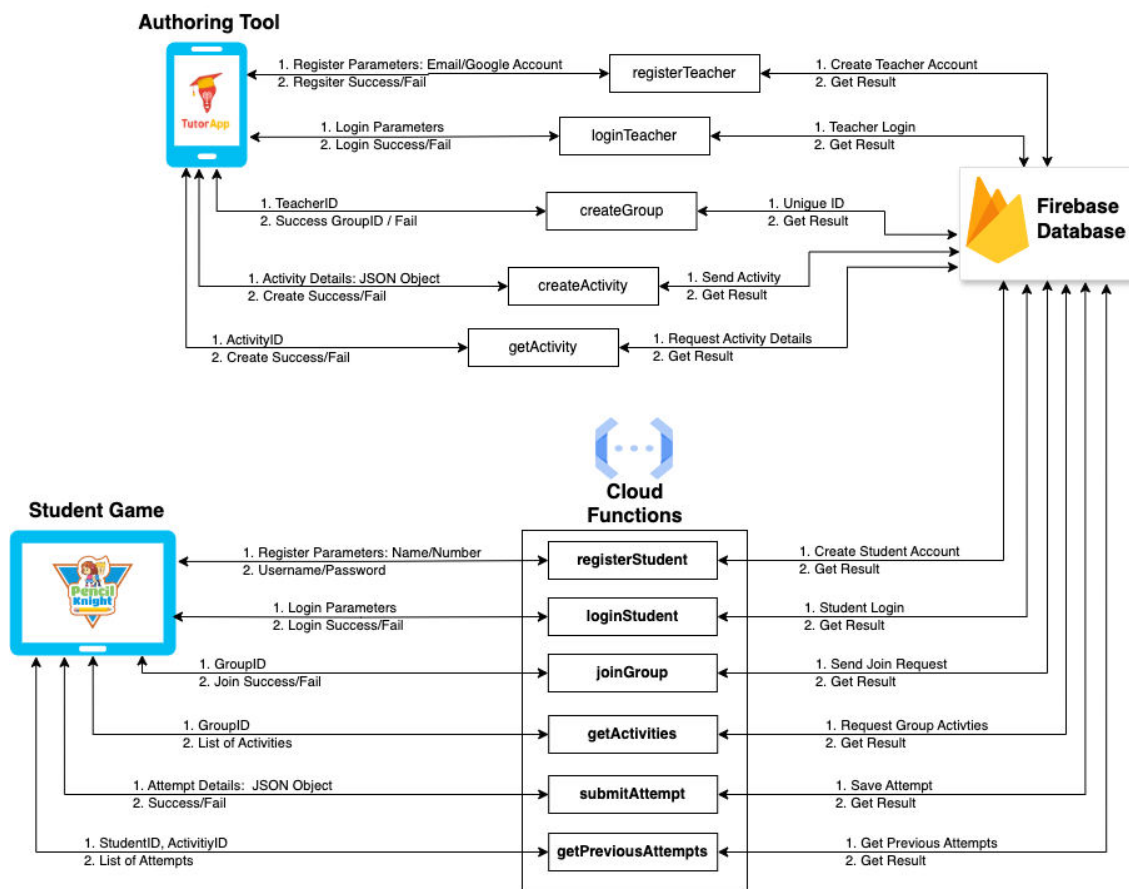 Authoring Tool
TutorApp
1. Register Parameters: Email/Google Account
2. Regsiter Success/Fail
registerTeacher
1. Create Teacher Account
2. Get Result
1. Login Parameters
2. Login Success/Fail
loginTeacher
1. Teacher Login
2. Get Result
1. TeacherID
2. Success GroupID / Fail
createGroup
1. Unigue ID
2. Get Result
Firebase
Database
1. Activity Details: JSON Object
2. Create Success/Fail
createActivity
1. Send Activity
2. Get Result
1. ActivityID
2. Create Success/Fail
getActivity
1. Request Activity Details
2. Get Result
Cloud
Functions
Student Game
Pencil
Knight
1. Register Parameters: Name/Number
2. Username/Password
registerStudent
1. Create Student Account
2. Get Result
1. Login Parameters
2. Login Success/Fail
loginStudent
1. Student Login
2. Get Result
1. GroupID
2. Join Success/Fail
joinGroup
1. Send Join Request
2. Get Result
1. GroupID
2. List of Activities
getActivities
1. Request Group Activties
2. Get Result
1. Attempt Details: JSON Object
2. Success/Fail
submitAttempt
1. Save Attempt
2. Get Result
1. StudentID, ActivitiyID
2. List of Attempts
getPreviousAttempts
1. Get Previous Attempts
2. Get Result